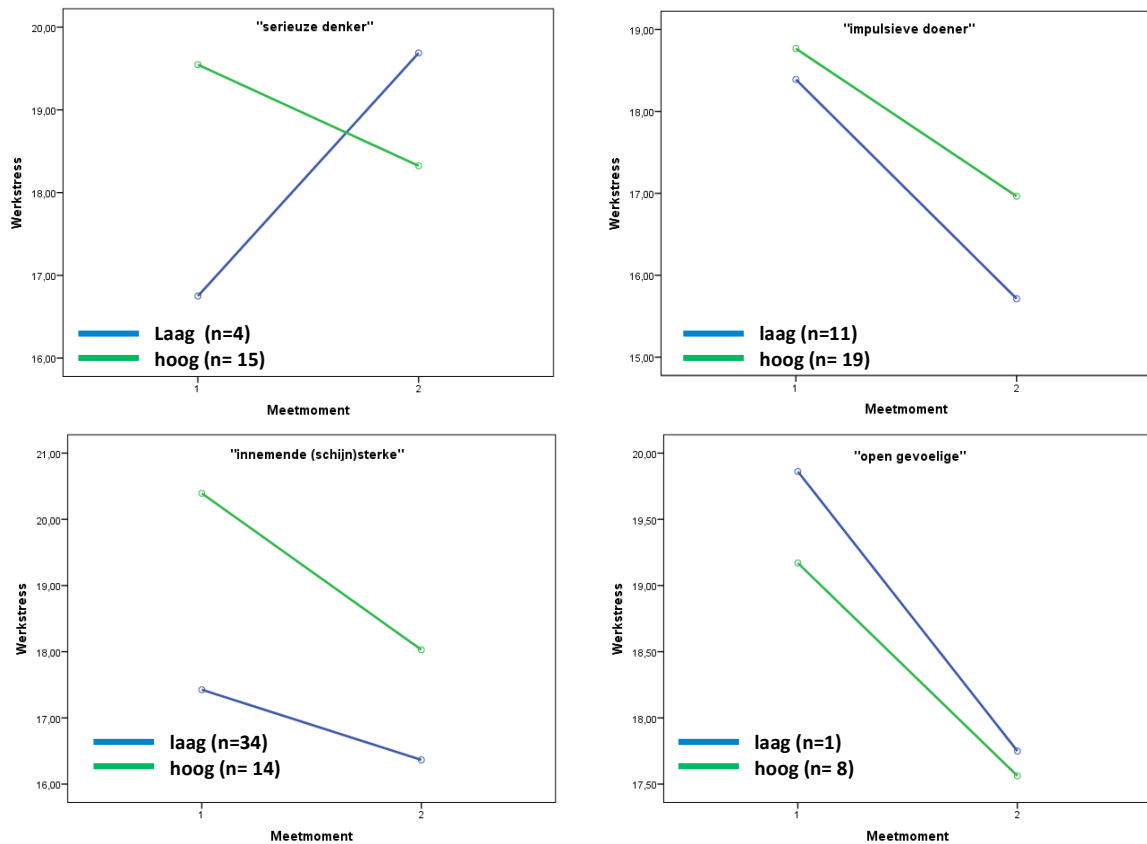 "serieuze denker"
20,00
19,00
18,00
17,00
16,00
Werkstress
Laag (n=4)
hoog (n= 15)
1
2
Meetmoment
"impulsieve doener"
19,00
18,00
17,00
16,00
15,00
Werkstress
laag (n=11)
hoog (n= 19)
1
2
Meetmoment
"innemende (schijn)sterke"
21,00
20,00
19,00
18,00
17,00
16,00
Werkstress
laag (n=34)
hoog (n= 14)
1
2
Meetmoment
"open gevoelige"
20,00
19,50
19,00
18,50
18,00
17,50
Werkstress
laag (n=1)
hoog (n= 8)
1
2
Meetmoment